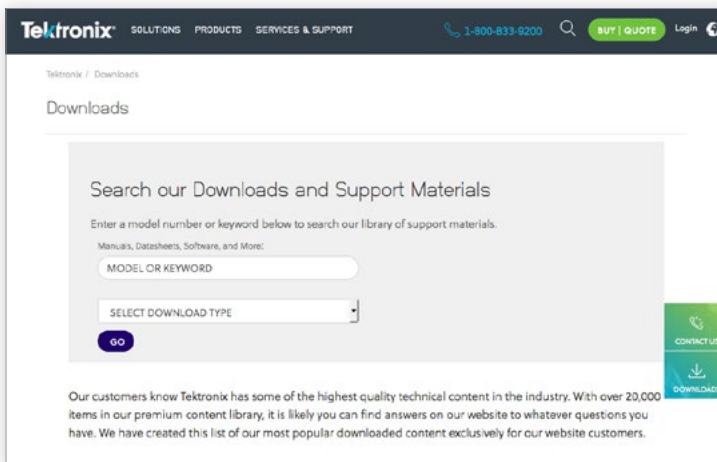 Tektronix
SOLUTIONS PRODUCTS SERVICES & SUPPORT 1-800-833-9200 BUY | QUOTE Login
Tektronix / Downloads
Downloads
Search our Downloads and Support Materials
Enter a model number or keyword below to search our library of support materials.
Manuals, Datasheets, Software, and More:
MODEL OR KEYWORD
SELECT DOWNLOAD TYPE
GO
CONTACT US
DOWNLOADS
Our customers know Tektronix has some of the highest quality technical content in the industry. With over 20,000
items in our premium content library, it is likely you can find answers on our website to whatever questions you
have. We have created this list of our most popular downloaded content exclusively for our website customers.